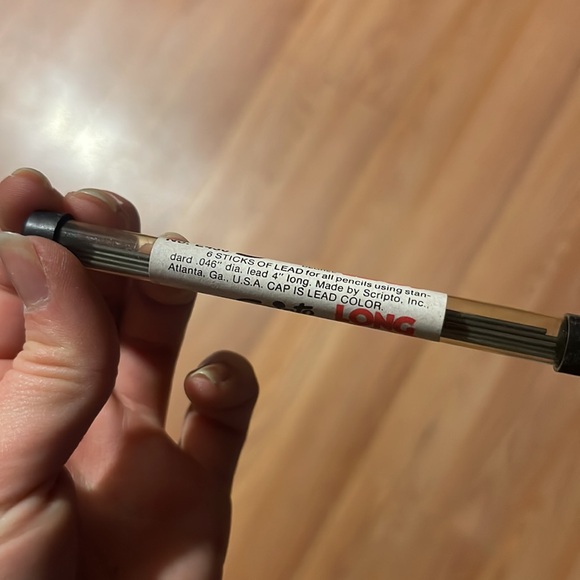 6 STICKS OF LEAD for all pencils using stan-
dard .046" dia. lead 4" long. Made by Scripto, Inc.,
Atlanta, Ga., U.S.A. CAP IS LEAD COLOR.
LONG